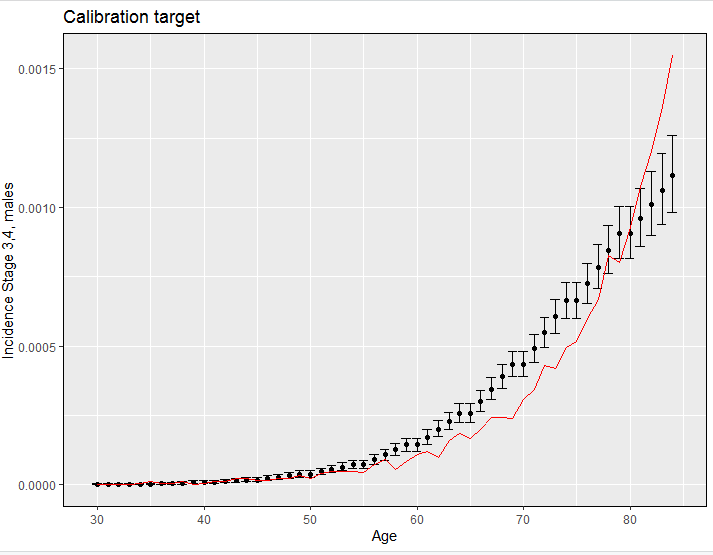 Calibration target
Incidence Stage 3,4, males
0.0015
0.0010
0.0005
0.0000
30 40 50 60 70 80
Age